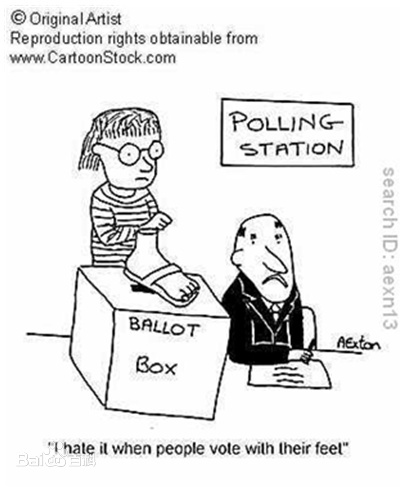 © Original Artist
Reproduction rights obtainable from
www.CartoonStock.com
POLLING
STATION
search ID: aexn13
BALLOT
BOX
AExton
"I hate it when people vote with their feet"
Bai百科